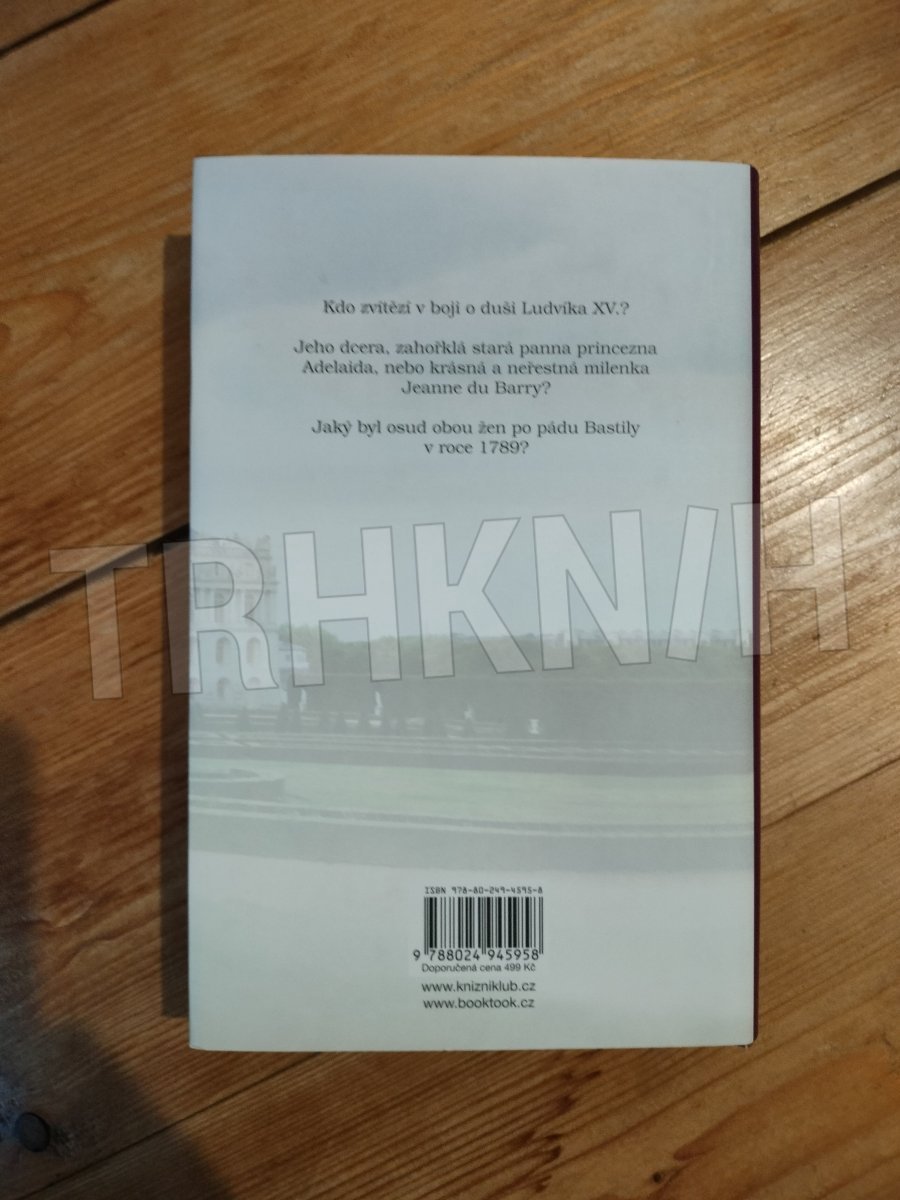 Kdo zvítězí v boji o duši Ludvíka XV.?
Jeho dcera, zahořklá stará panna princezna
Adelaida, nebo krásná a neřestná milenka
Jeanne du Barry?
Jaký byl osud obou žen po pádu Bastily
v roce 1789?
TRHKNIH
ISBN 978-80-249-4595-8
9 788024 945958
Doporučená cena 499 Kč
www.knizniklub.cz
www.booktook.cz